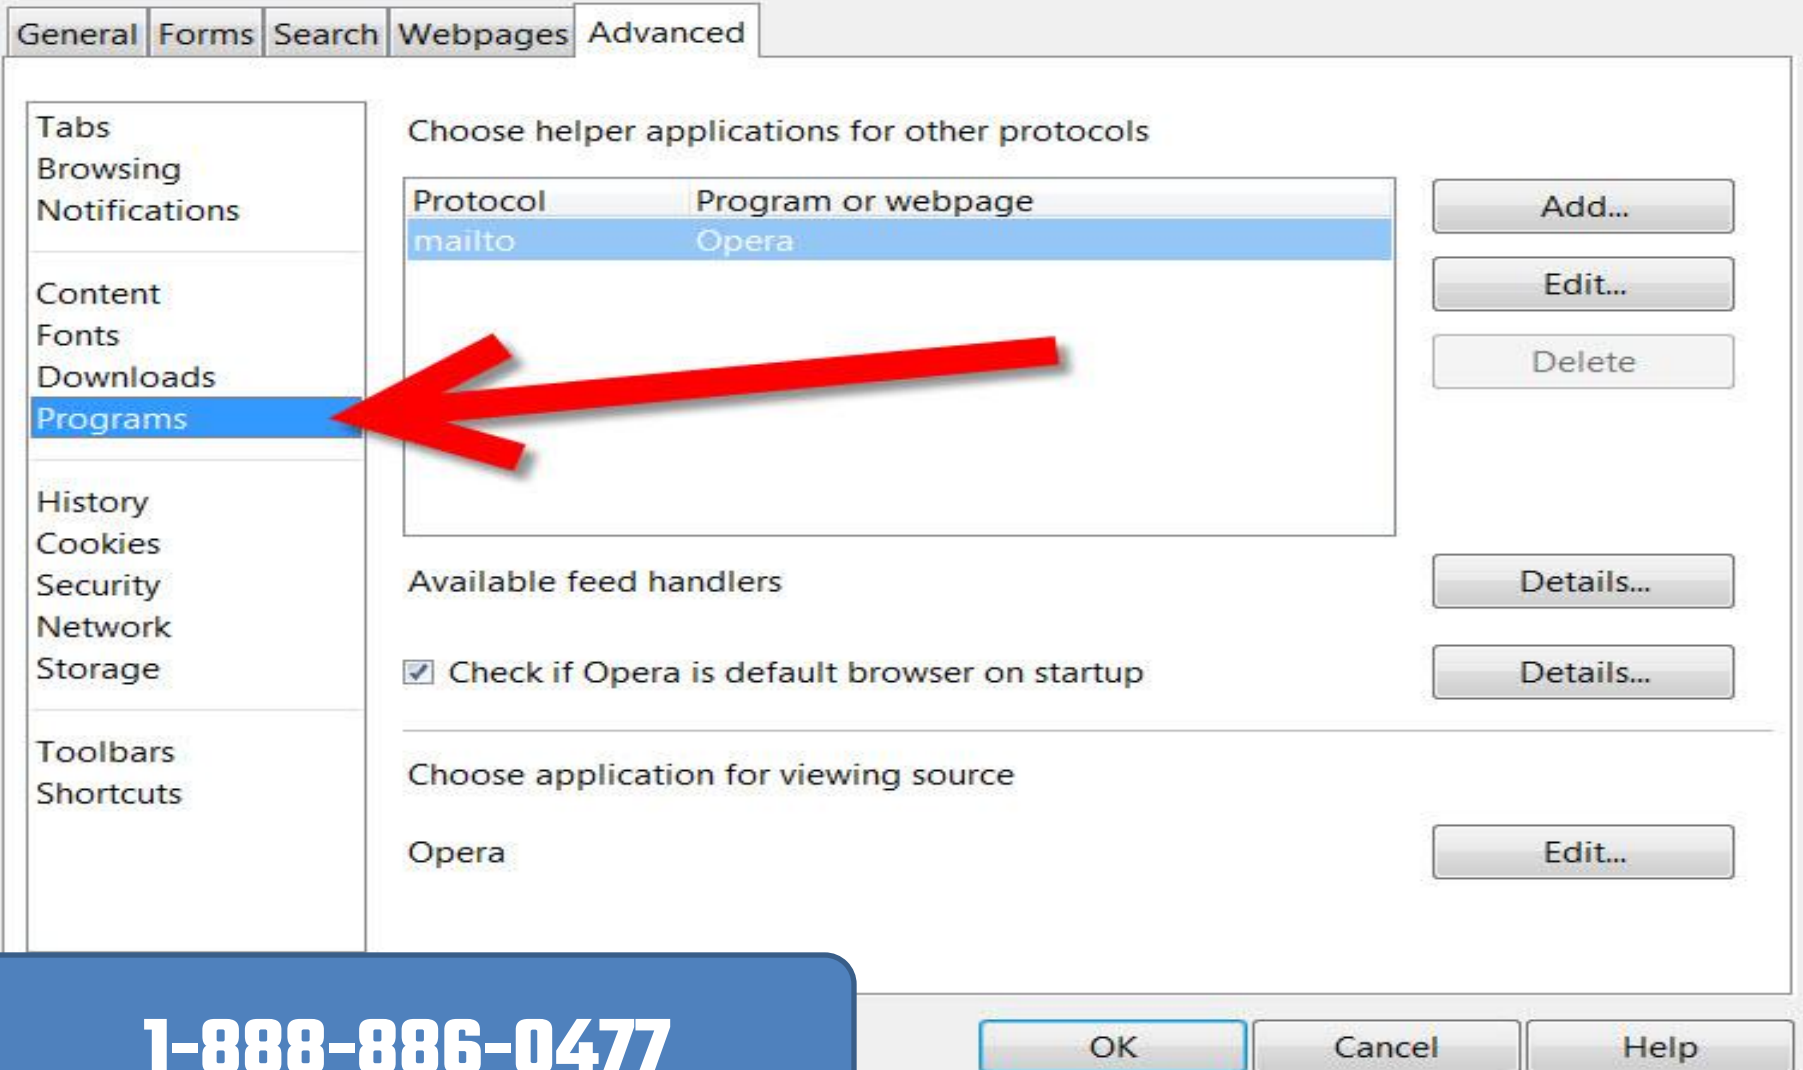 General Forms Search Webpages Advanced
Tabs
Browsing
Notifications
Content
Fonts
Downloads
Programs
History
Cookies
Security
Network
Storage
Toolbars
Shortcuts
Choose helper applications for other protocols
Protocol Program or webpage
mailto Opera
Add...
Edit...
Delete
Available feed handlers
Details...
Check if Opera is default browser on startup
Details...
Choose application for viewing source
Opera
Edit...
1-888-886-0477
OK Cancel Help